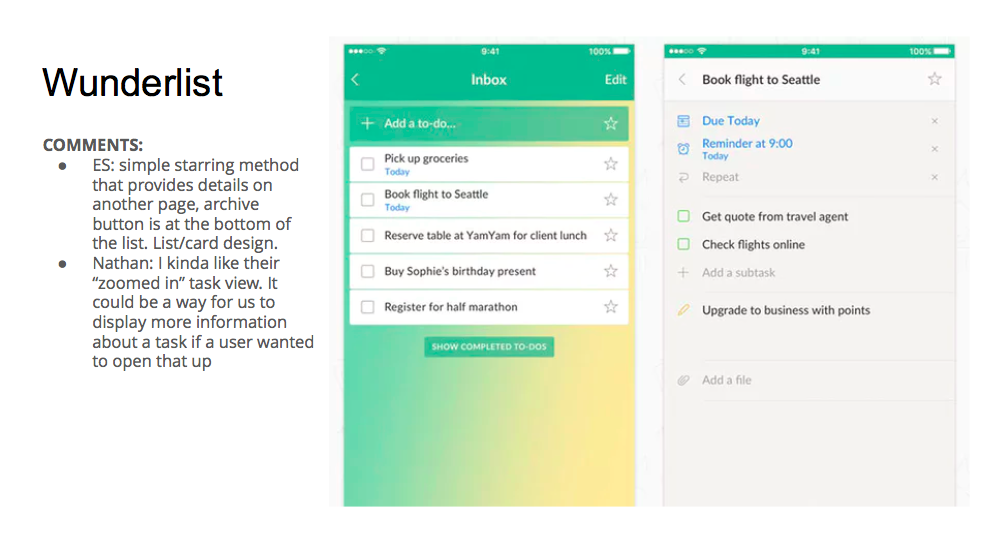 Wunderlist
COMMENTS:
● ES: simple starring method
that provides details on
another page, archive
button is at the bottom of
the list. List/card design.
● Nathan: I kinda like their
“zoomed in” task view. It
could be a way for us to
display more information
about a task if a user wanted
to open that up
9:41 100%
Inbox Edit
Add a to-do...
Pick up groceries
Today
Book flight to Seattle
Today
Reserve table at YamYam for client lunch
Buy Sophie's birthday present
Register for half marathon
SHOW COMPLETED TO-DOS
9:41 100%
Book flight to Seattle
Due Today
Reminder at 9:00
Today
Repeat
Get quote from travel agent
Check flights online
Add a subtask
Upgrade to business with points
Add a file